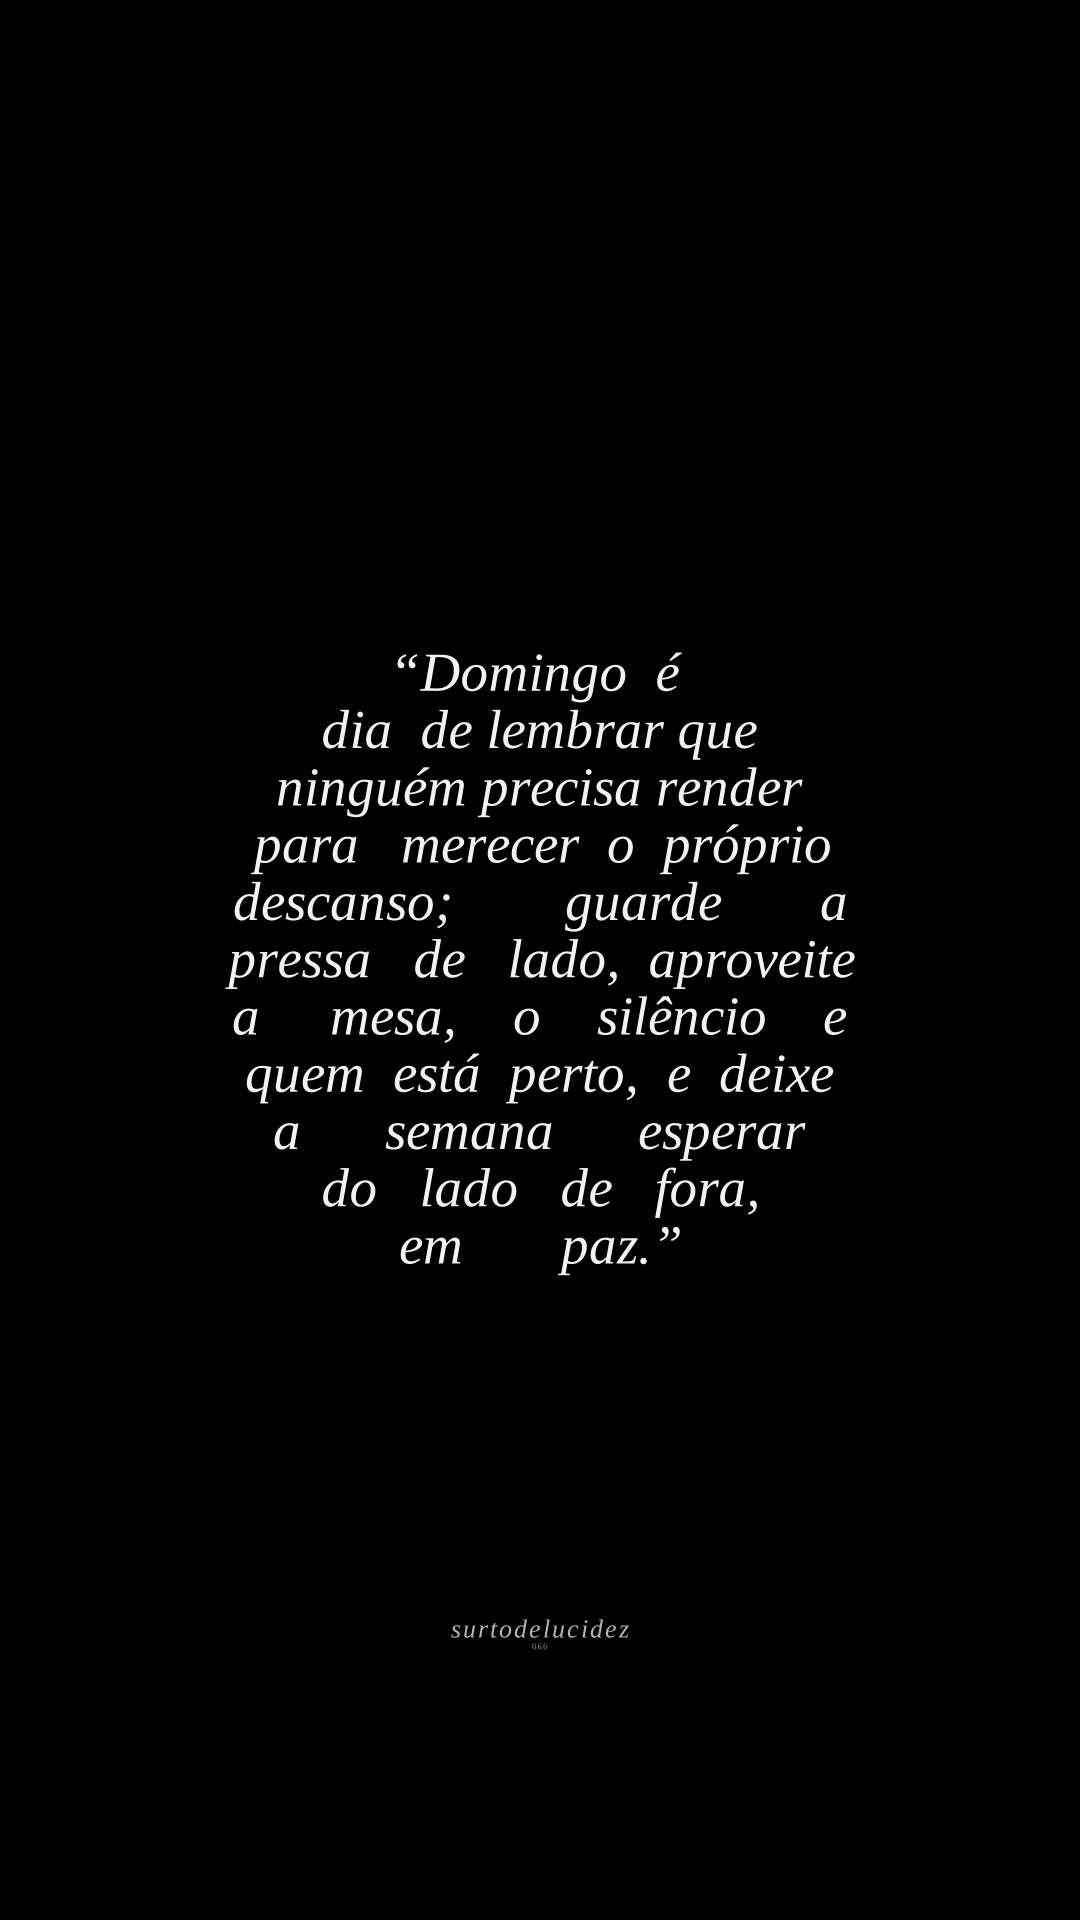 “Domingo é
dia de lembrar que
ninguém precisa render
para merecer o próprio
descanso; guarde a
pressa de lado, aproveite
a mesa, o silêncio e
quem está perto, e deixe
a semana esperar
do lado de fora,
em paz.”
surtodelucidez
066